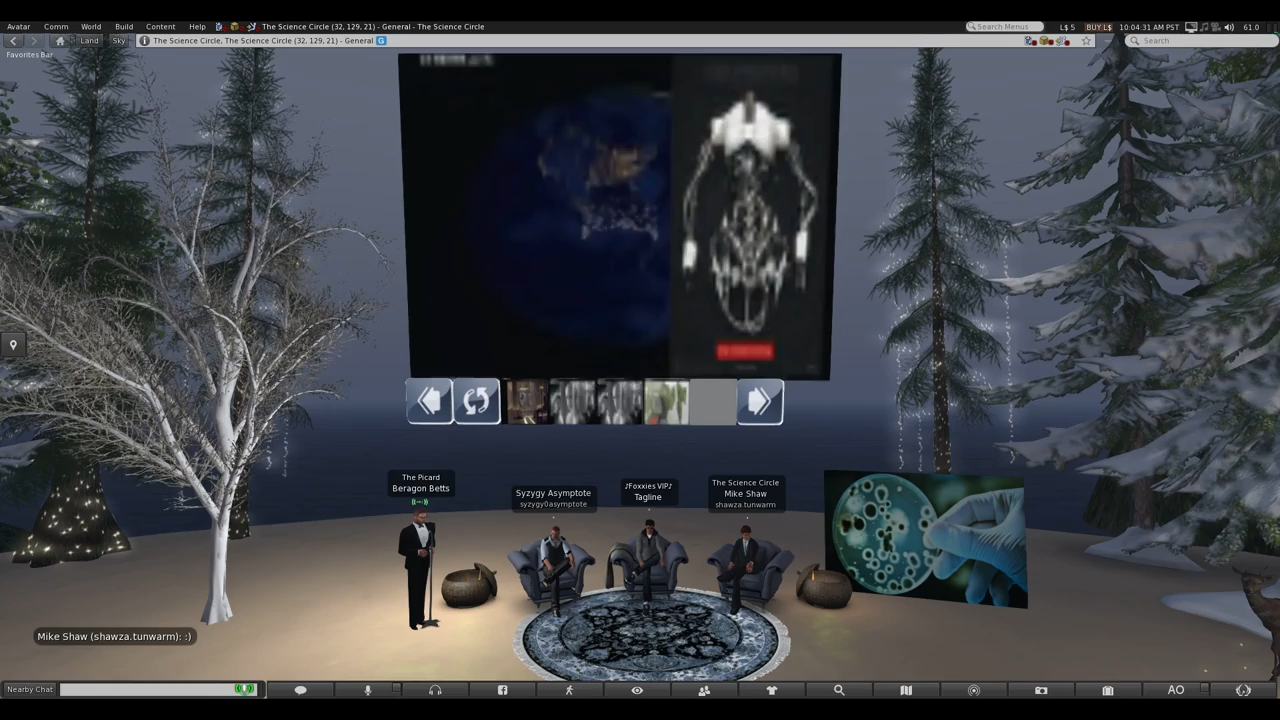 Avatar Comm World Build Content Help The Science Circle (32, 129, 21) - General - The Science Circle Search Menus L$ 5 BUY L$ 10:04:31 AM PST 61.0
Land Sky The Science Circle, The Science Circle (32, 129, 21) - General G Search
Favorites Bar
The Picard
Beragon Betts
Syzygy Asymptote
syzygy0asymptote
♪Foxxies VIP♪
Tagline
The Science Circle
Mike Shaw
shawza.tunwarm
Mike Shaw (shawza.tunwarm): :)
Nearby Chat AO